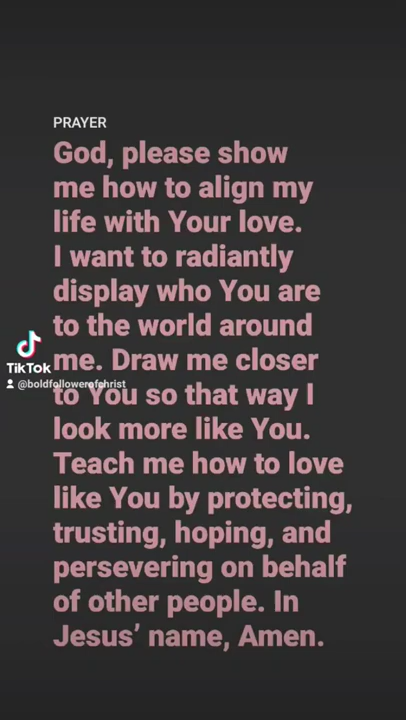 PRAYER
God, please show
me how to align my
life with Your love.
I want to radiantly
display who You are
to the world around
me. Draw me closer
to You so that way I
look more like You.
Teach me how to love
like You by protecting,
trusting, hoping, and
persevering on behalf
of other people. In
Jesus’ name, Amen.
TikTok
@boldfollowerofchrist